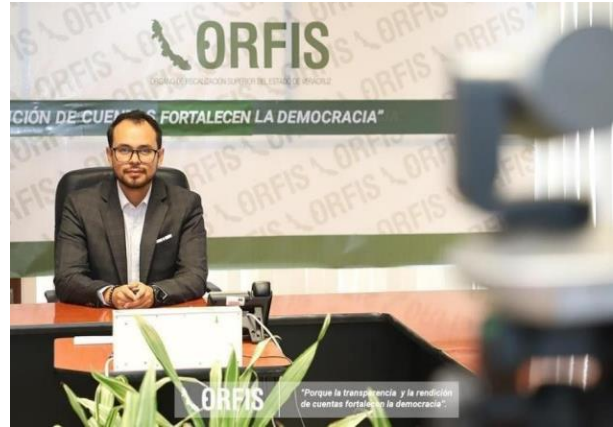 ORFIS
ÓRGANO DE FISCALIZACIÓN SUPERIOR DEL ESTADO DE VERACRUZ
CIÓN DE CUENTAS FORTALECEN LA DEMOCRACIA"
ORFIS
"Porque la transparencia y la rendición
de cuentas fortalecen la democracia".